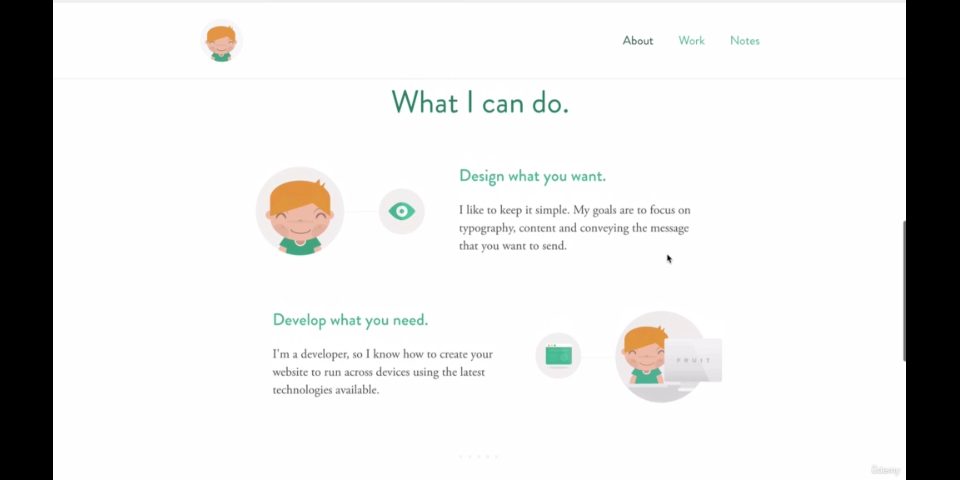 About Work Notes
What I can do.
Design what you want.
I like to keep it simple. My goals are to focus on
typography, content and conveying the message
that you want to send.
Develop what you need.
I'm a developer, so I know how to create your
website to run across devices using the latest
technologies available.
FRUIT
Udemy